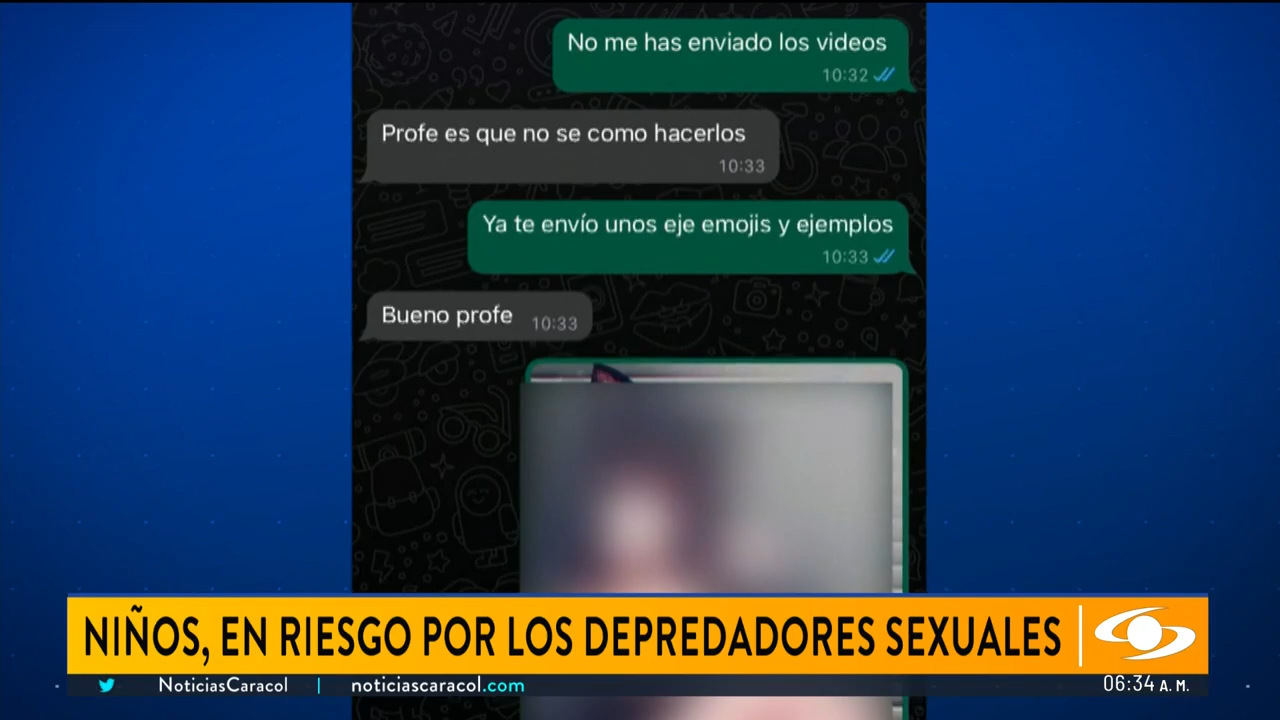 No me has enviado los videos
10:32
Profe es que no se como hacerlos
10:33
Ya te envío unos eje emojis y ejemplos
10:33
Bueno profe 10:33
NIÑOS, EN RIESGO POR LOS DEPREDADORES SEXUALES
NoticiasCaracol | noticiascaracol.com 06:34 A. M.